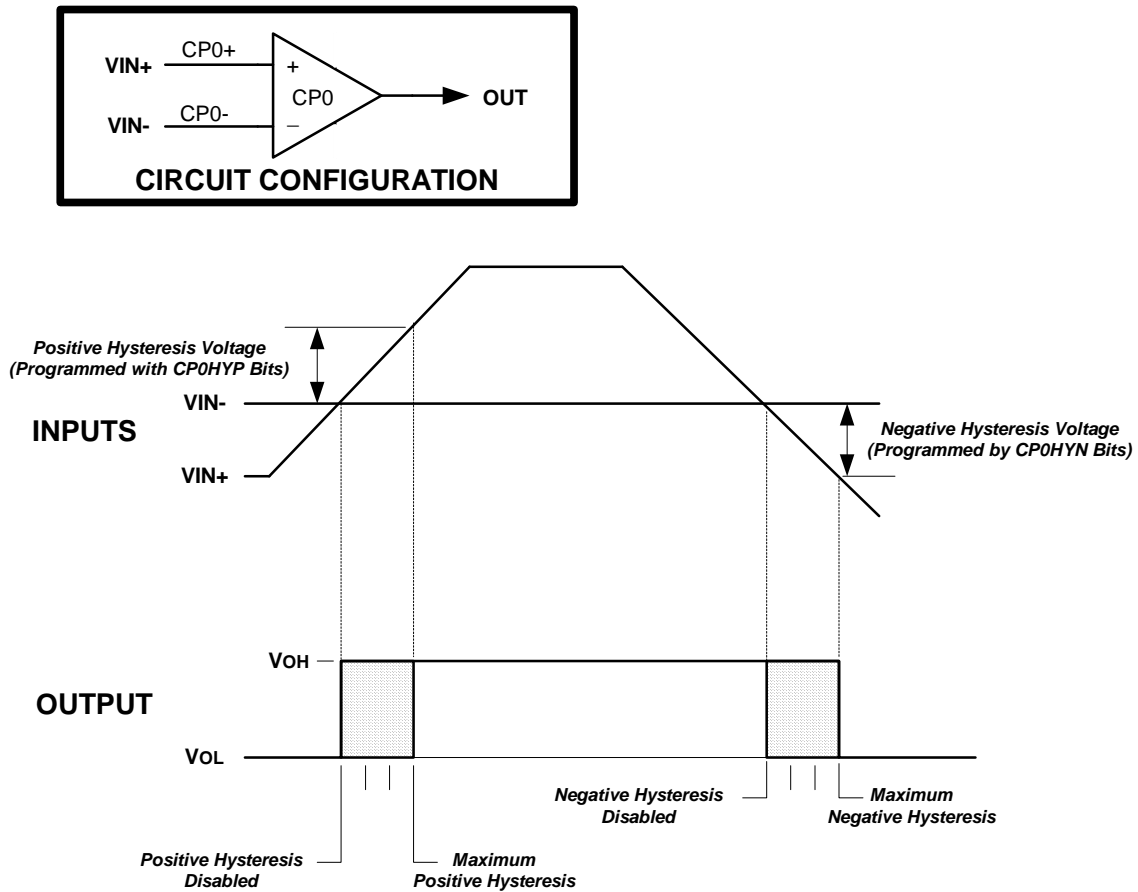 VIN+
CP0+
+
CP0
OUT
VIN-
CP0-
_
CIRCUIT CONFIGURATION
Positive Hysteresis Voltage
(Programmed with CP0HYP Bits)
VIN-
INPUTS
Negative Hysteresis Voltage
(Programmed by CP0HYN Bits)
VIN+
VOH
OUTPUT
VOL
Negative Hysteresis
Disabled
Maximum
Negative Hysteresis
Positive Hysteresis
Disabled
Maximum
Positive Hysteresis